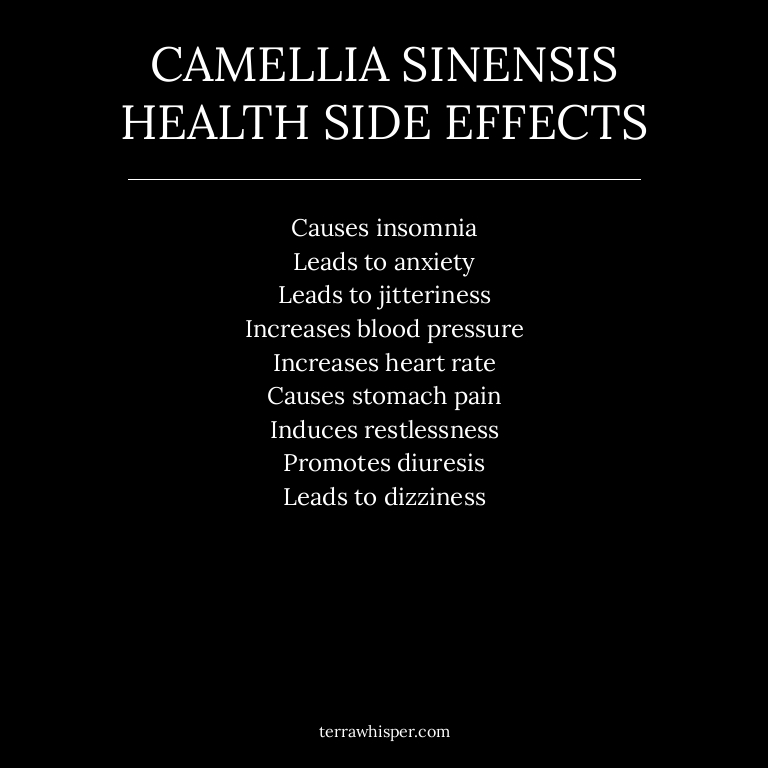 CAMELLIA SINENSIS
HEALTH SIDE EFFECTS
Causes insomnia
Leads to anxiety
Leads to jitteriness
Increases blood pressure
Increases heart rate
Causes stomach pain
Induces restlessness
Promotes diuresis
Leads to dizziness
terrawhisper.com